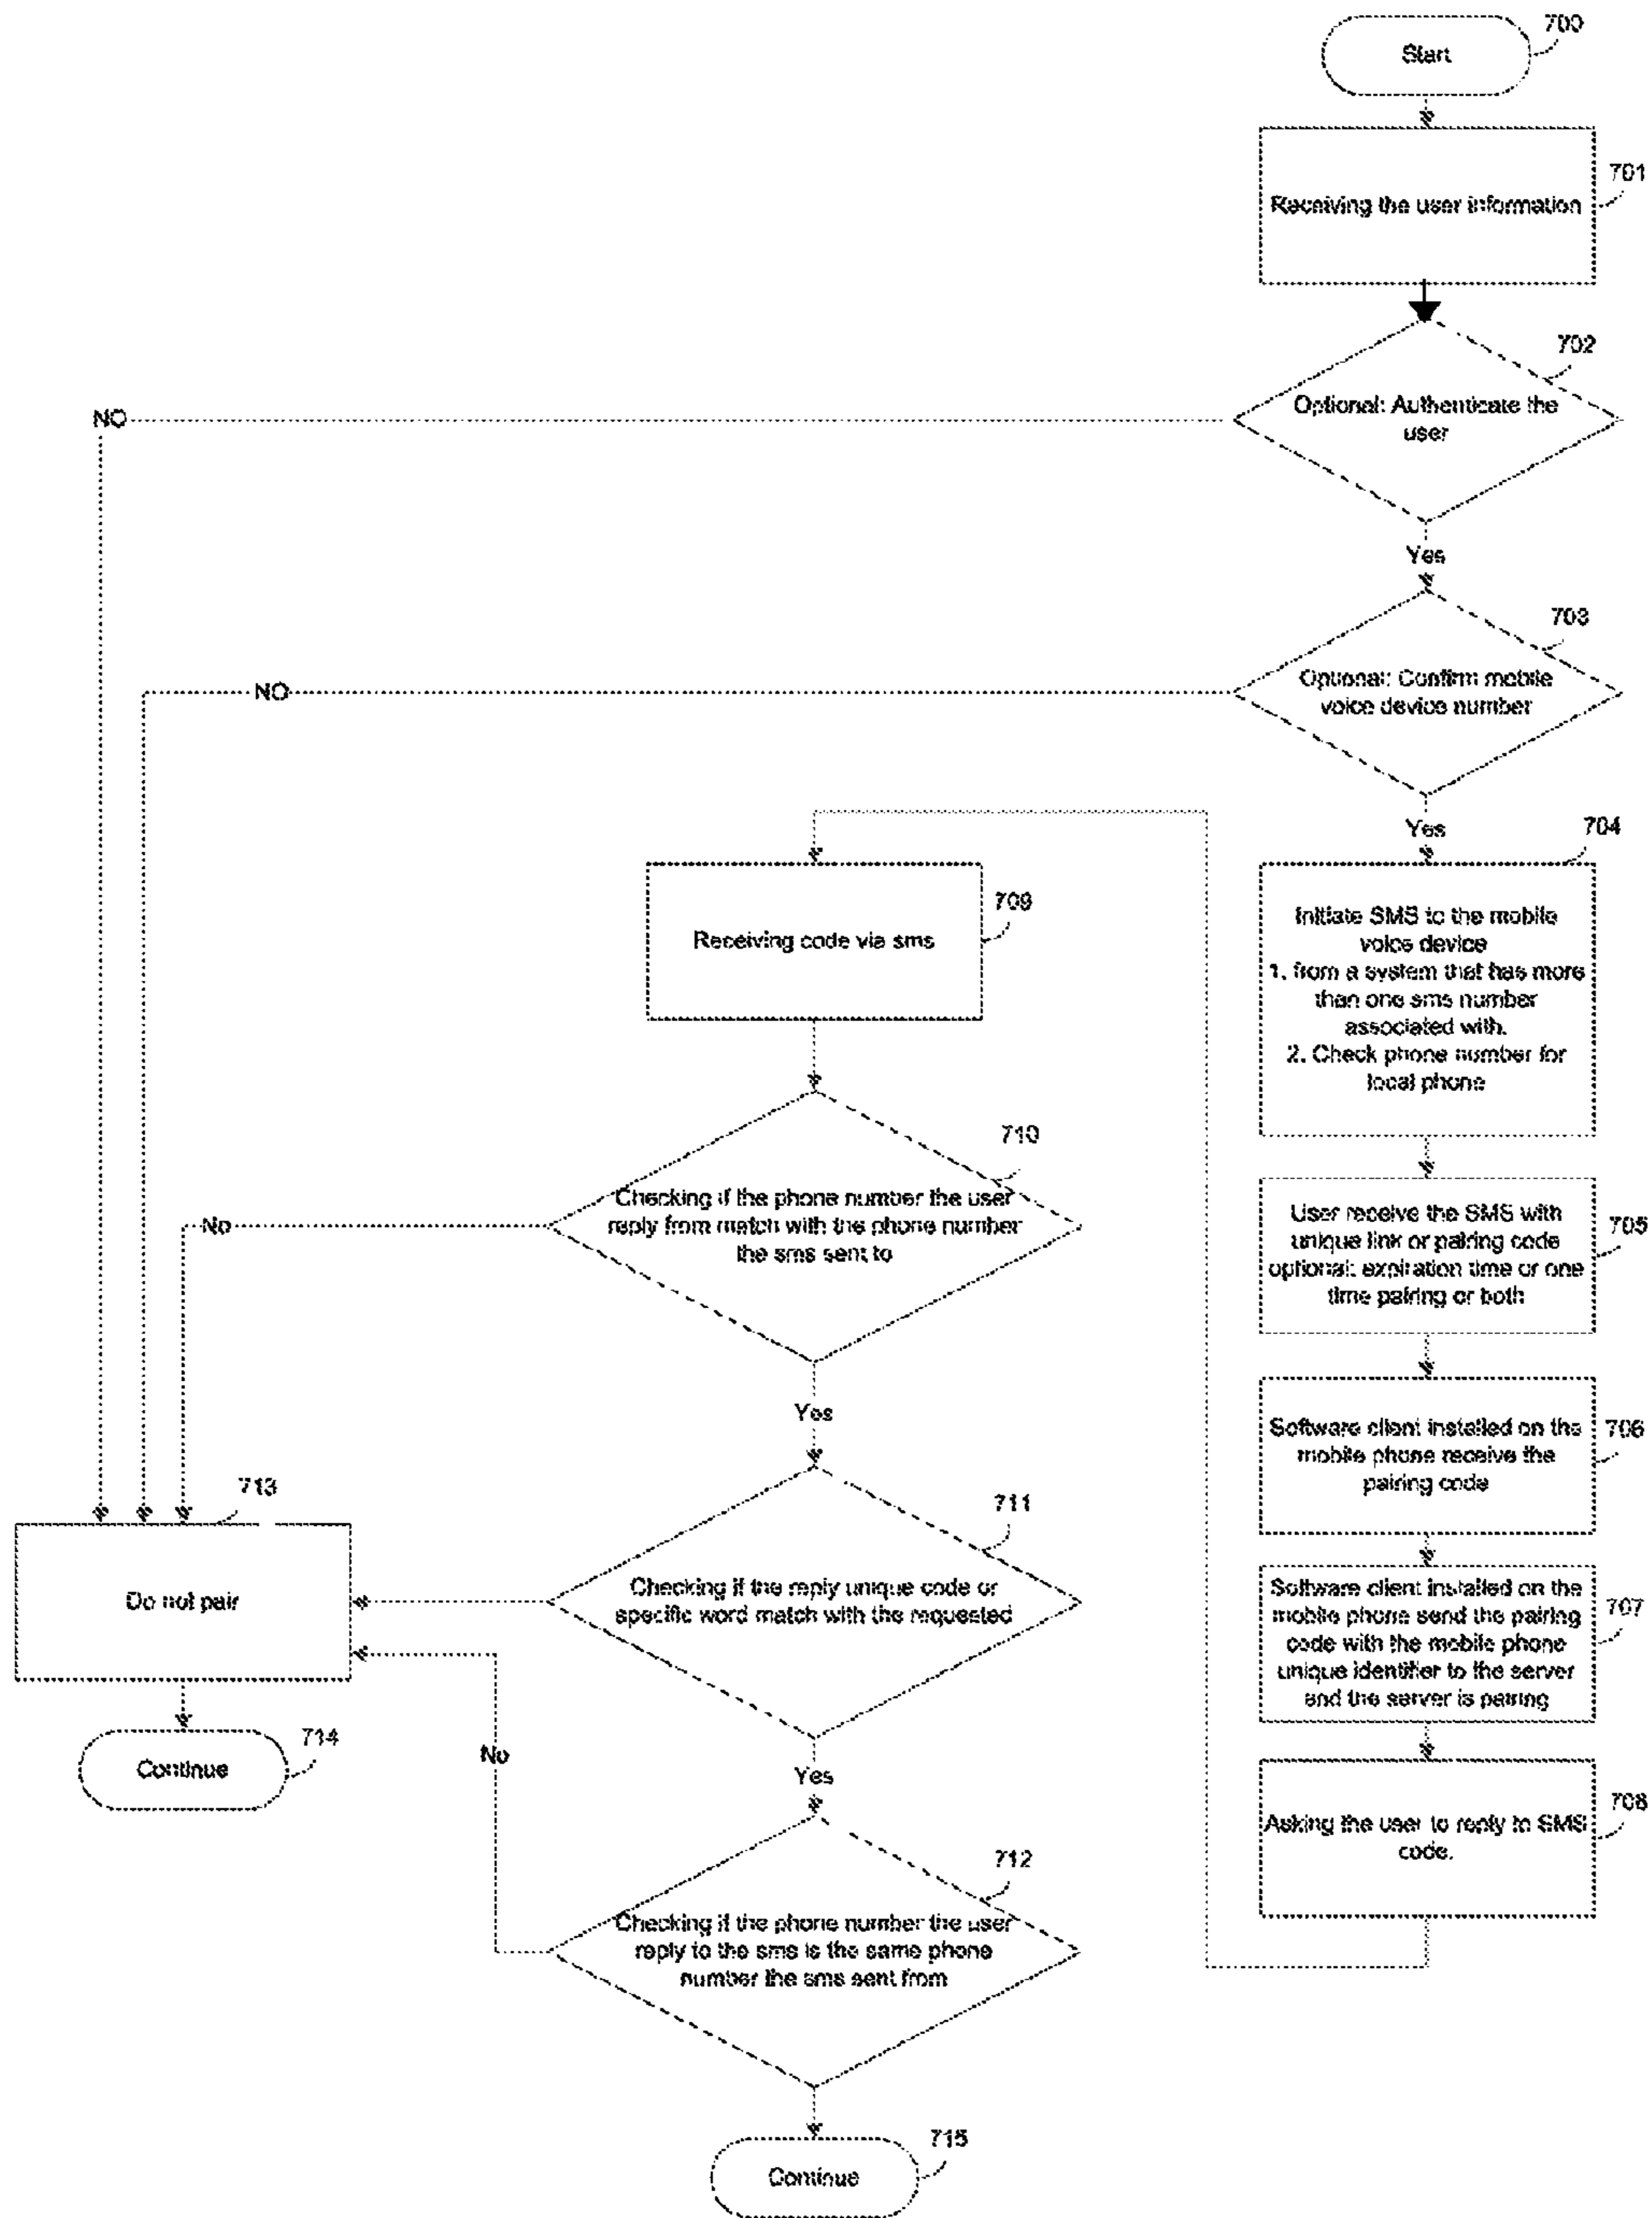 700
Start
701
Receiving the user information
702
Optional: Authenticate the
user
NO
Yes
703
Optional: Confirm mobile
voice device number
NO
Yes
704
Initiate SMS to the mobile
voice device
1. from a system that has more
than one sms number
associated with.
2. Check phone number for
local phone
705
User receive the SMS with
unique link or pairing code
optional: expiration time or one
time pairing or both
706
Software client installed on the
mobile phone receive the
pairing code
707
Software client installed on the
mobile phone send the pairing
code with the mobile phone
unique identifier to the server
and the server is pairing
708
Asking the user to reply to SMS
code.
709
Receiving code via sms
710
Checking if the phone number the user
reply from match with the phone number
the sms sent to
No
Yes
711
Checking if the reply unique code or
specific word match with the requested
Yes
712
Checking if the phone number the user
reply to the sms is the same phone
number the sms sent from
No
713
Do not pair
714
Continue
715
Continue